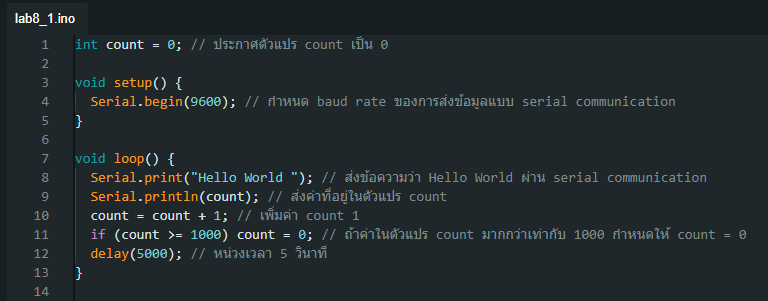 lab8_1.ino
1 int count = 0; // ประกาศตัวแปร count เป็น 0
2
3 void setup() {
4 Serial.begin(9600); // กำหนด baud rate ของการส่งข้อมูลแบบ serial communication
5 }
6
7 void loop() {
8 Serial.print("Hello World "); // ส่งข้อความว่า Hello World ผ่าน serial communication
9 Serial.println(count); // ส่งค่าที่อยู่ในตัวแปร count
10 count = count + 1; // เพิ่มค่า count 1
11 if (count >= 1000) count = 0; // ถ้าค่าในตัวแปร count มากกว่าเท่ากับ 1000 กำหนดให้ count = 0
12 delay(5000); // หน่วงเวลา 5 วินาที
13 }
14